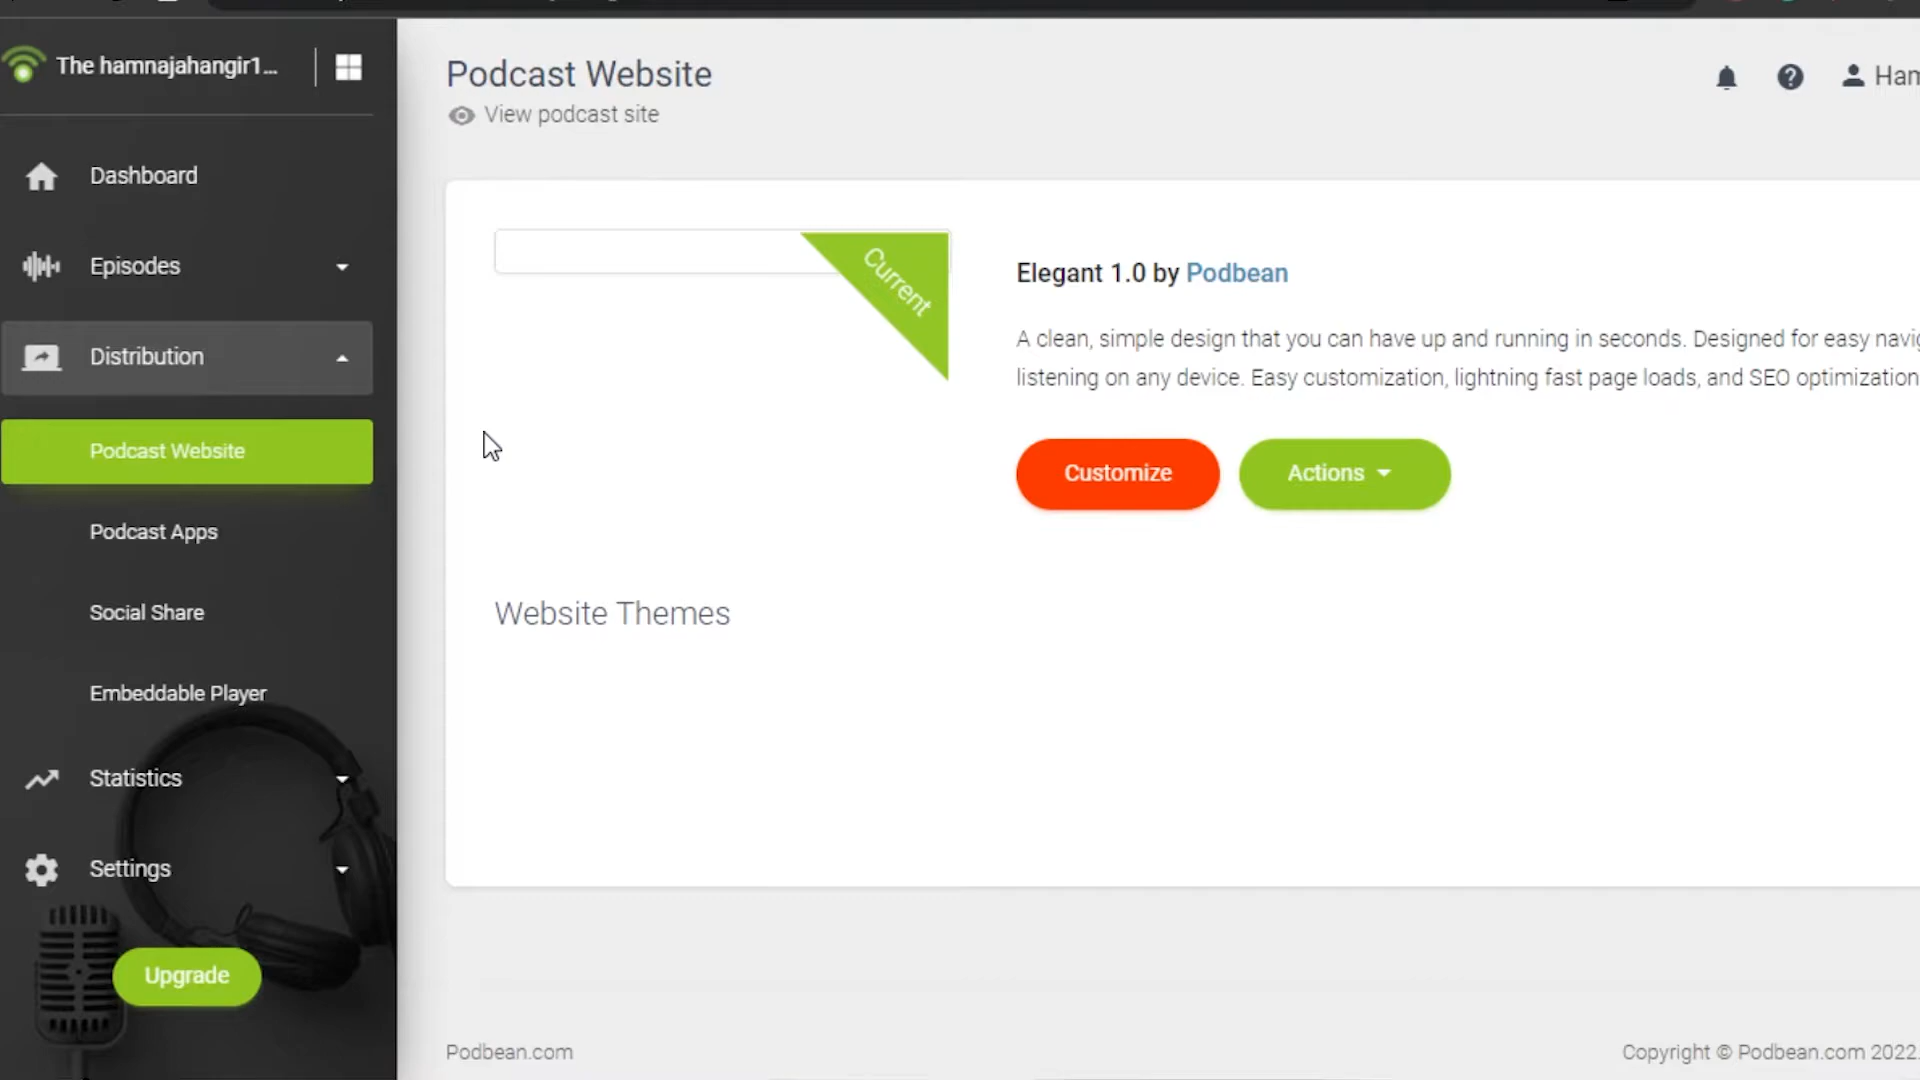 The hamnajahangir1...
Dashboard
Episodes
Distribution
Podcast Website
Podcast Apps
Social Share
Embeddable Player
Statistics
Settings
Upgrade
Podcast Website
View podcast site
Ham
Current
Elegant 1.0 by Podbean
A clean, simple design that you can have up and running in seconds. Designed for easy navig
listening on any device. Easy customization, lightning fast page loads, and SEO optimization
Customize
Actions
Website Themes
Podbean.com
Copyright © Podbean.com 2022.